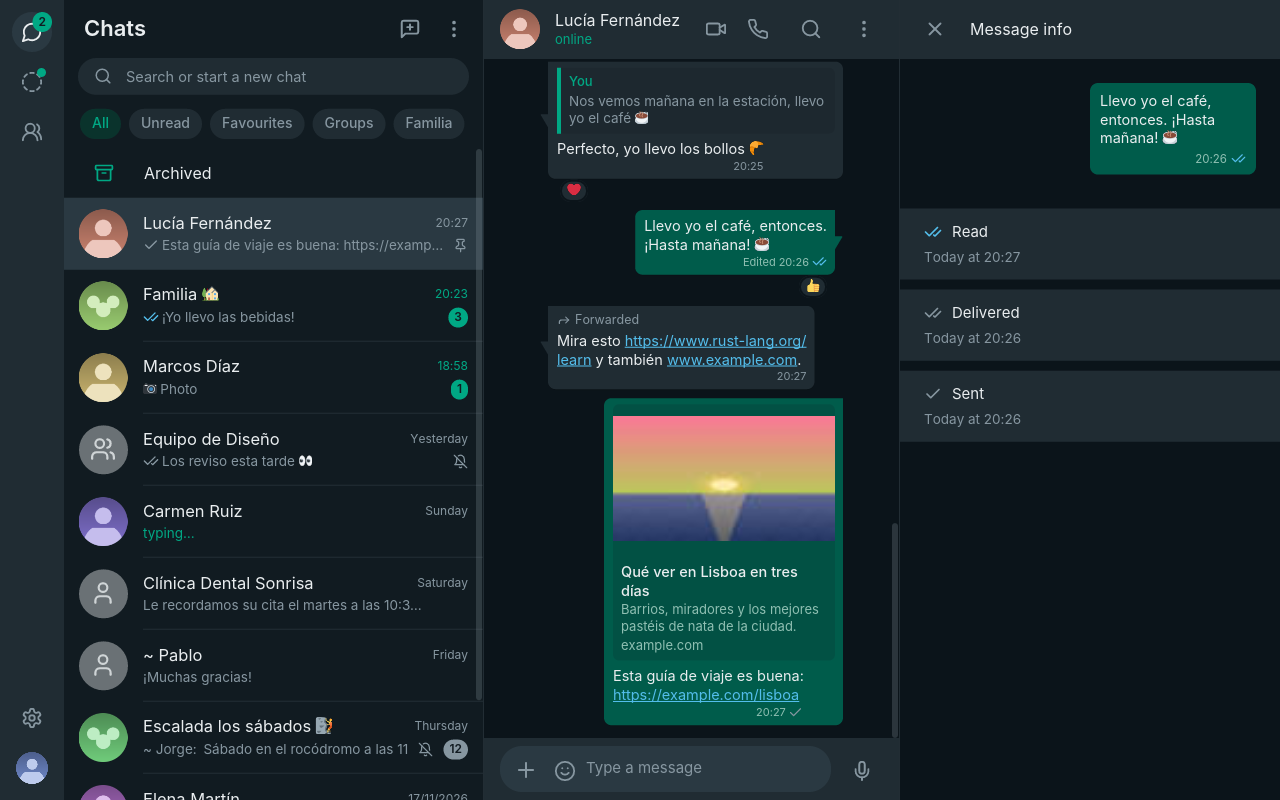 2
Chats
Search or start a new chat
All
Unread
Favourites
Groups
Familia
Archived
Lucía Fernández
20:27
Esta guía de viaje es buena: https://examp...
Familia 🏡
20:23
¡Yo llevo las bebidas!
3
Marcos Díaz
18:58
📷 Photo
1
Equipo de Diseño
Yesterday
Los reviso esta tarde 👀
Carmen Ruiz
Sunday
typing...
Clínica Dental Sonrisa
Saturday
Le recordamos su cita el martes a las 10:3...
~ Pablo
Friday
¡Muchas gracias!
Escalada los sábados 🧗
Thursday
~ Jorge: Sábado en el rocódromo a las 11
12
Elena Martín
17/11/2026
Lucía Fernández
online
You
Nos vemos mañana en la estación, llevo
yo el café ☕
Perfecto, yo llevo los bollos 🥐
20:25
❤️
Llevo yo el café, entonces.
¡Hasta mañana! ☕
Edited 20:26
👍
Forwarded
Mira esto https://www.rust-lang.org/
learn y también www.example.com.
20:27
Qué ver en Lisboa en tres
días
Barrios, miradores y los mejores
pastéis de nata de la ciudad.
example.com
Esta guía de viaje es buena:
https://example.com/lisboa
20:27
Type a message
Message info
Llevo yo el café,
entonces. ¡Hasta
mañana! ☕
20:26
Read
Today at 20:27
Delivered
Today at 20:26
Sent
Today at 20:26